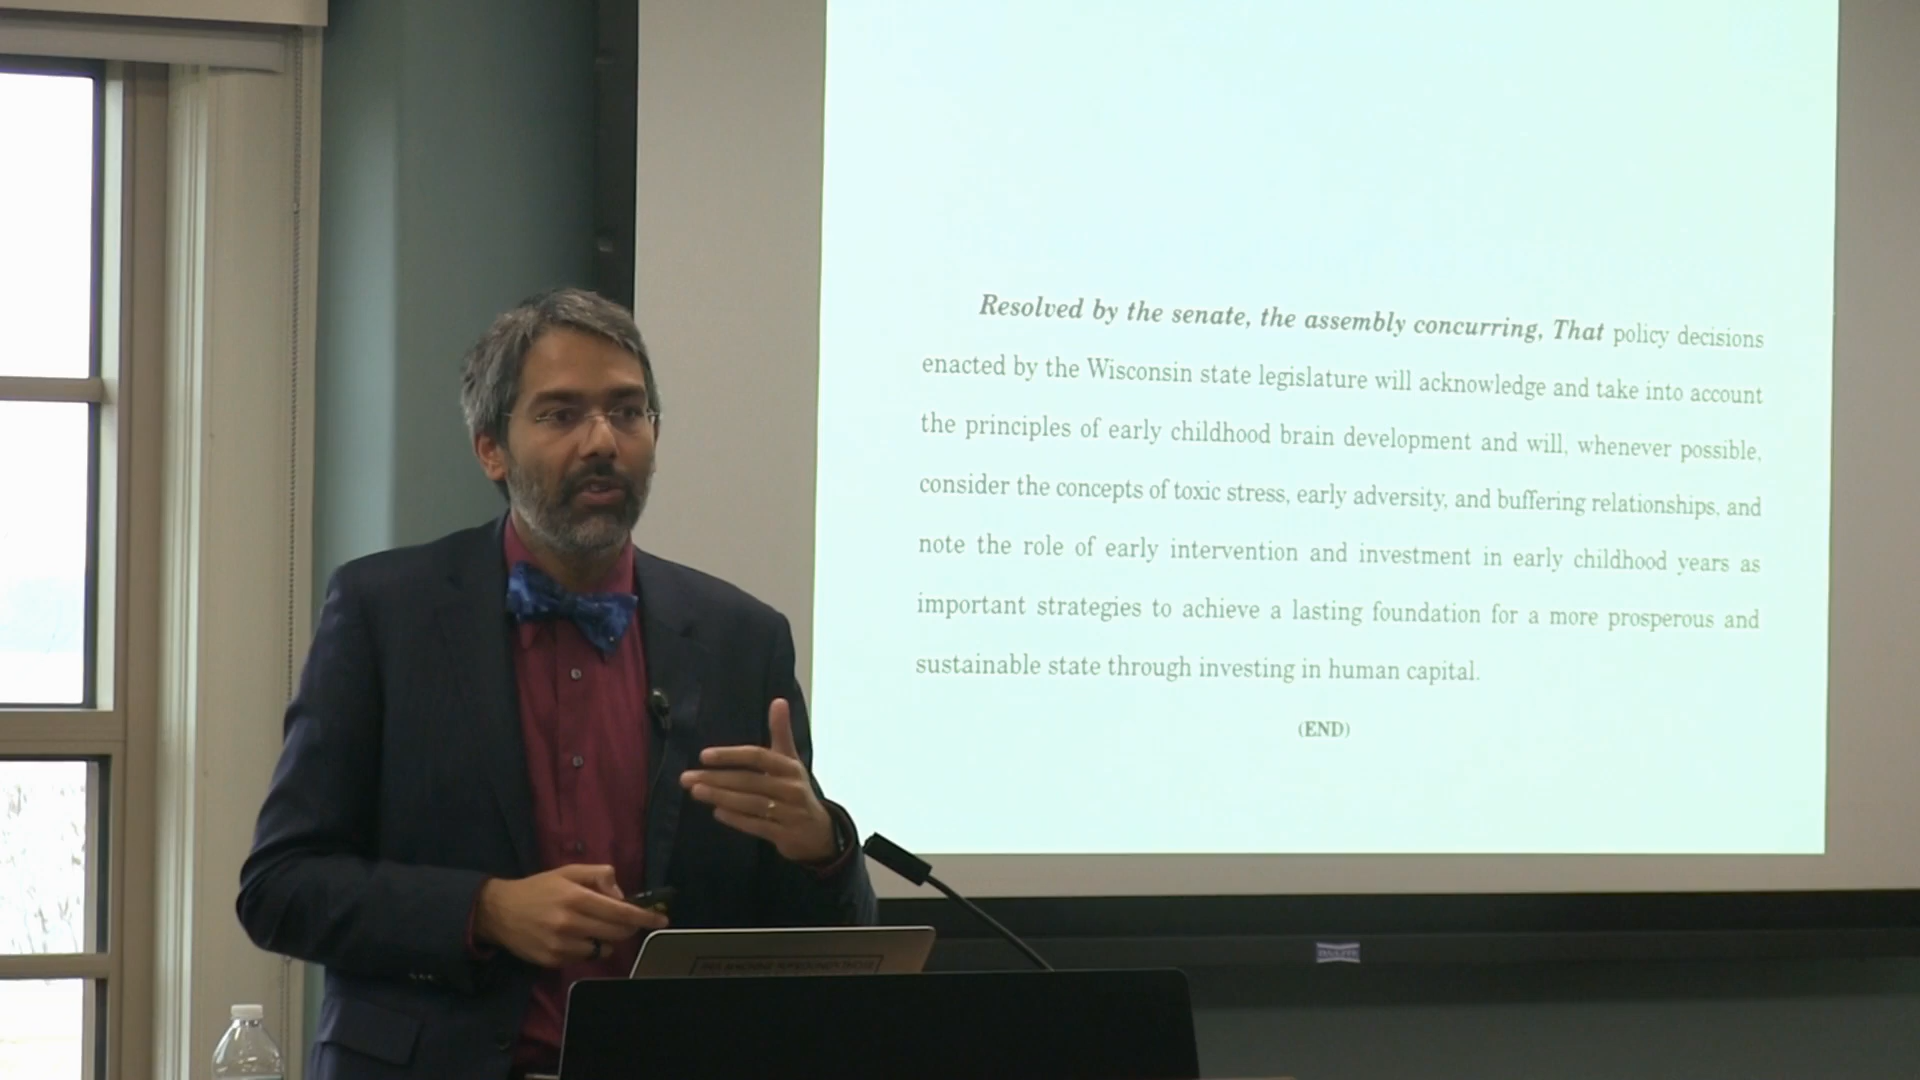 Resolved by the senate, the assembly concurring, That policy decisions
enacted by the Wisconsin state legislature will acknowledge and take into account
the principles of early childhood brain development and will, whenever possible,
consider the concepts of toxic stress, early adversity, and buffering relationships, and
note the role of early intervention and investment in early childhood years as
important strategies to achieve a lasting foundation for a more prosperous and
sustainable state through investing in human capital.
(END)